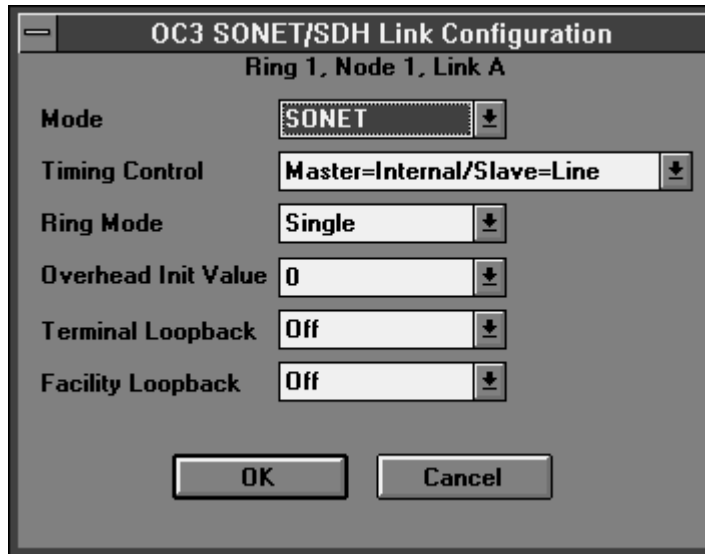 OC3 SONET/SDH Link Configuration
Ring 1, Node 1, Link A
Mode SONET
Timing Control Master=Internal/Slave=Line
Ring Mode Single
Overhead Init Value 0
Terminal Loopback Off
Facility Loopback Off
OK Cancel